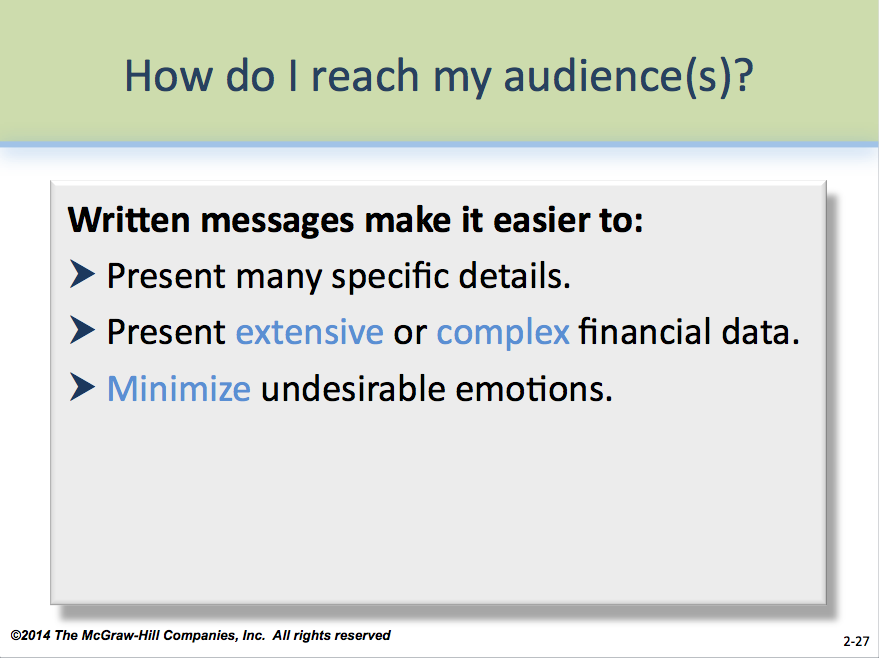 How do I reach my audience(s)?
Written messages make it easier to:
➤ Present many specific details.
➤ Present extensive or complex financial data.
➤ Minimize undesirable emotions.
©2014 The McGraw-Hill Companies, Inc.  All rights reserved
2-27